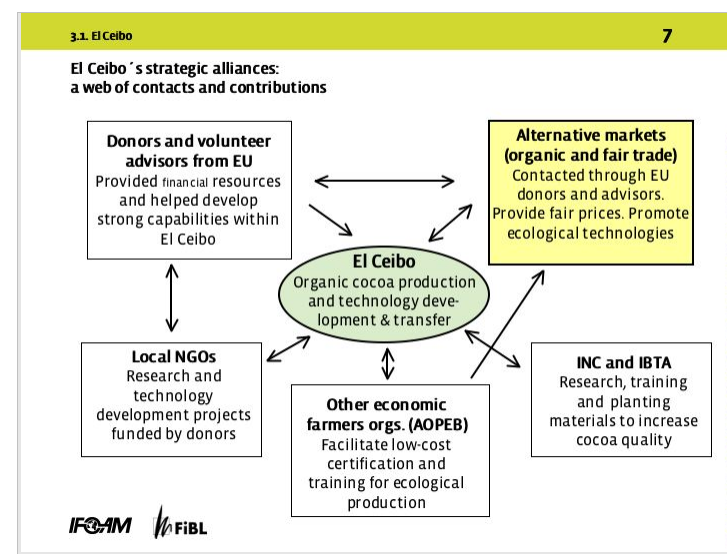 3.1. El Ceibo
7
El Ceibo´s strategic alliances:
a web of contacts and contributions
Donors and volunteer
advisors from EU
Provided financial resources
and helped develop
strong capabilities within
El Ceibo
Alternative markets
(organic and fair trade)
Contacted through EU
donors and advisors.
Provide fair prices. Promote
ecological technologies
El Ceibo
Organic cocoa production
and technology deve-
lopment & transfer
Local NGOs
Research and
technology
development projects
funded by donors
Other economic
farmers orgs. (AOPEB)
Facilitate low-cost
certification and
training for ecological
production
INC and IBTA
Research, training
and planting
materials to increase
cocoa quality
IFOAM
FiBL